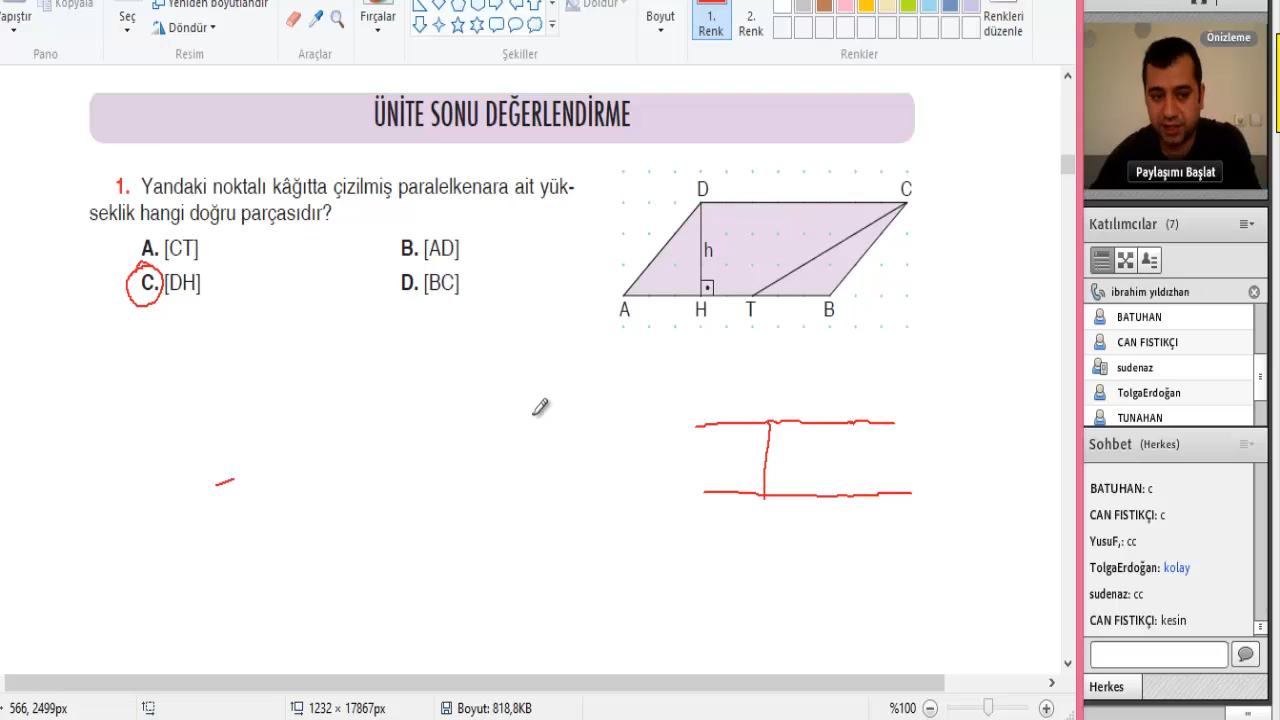 Kopyala
Yeniden boyutlandır
Yapıştır
Seç
Döndür
Fırçalar
Doldur
Boyut
1.
Renk
2.
Renk
Renkleri
düzenle
Pano
Resim
Araçlar
Şekiller
Renkler
ÜNİTE SONU DEĞERLENDİRME
1. Yandaki noktalı kâğıtta çizilmiş paralelkenara ait yük-
seklik hangi doğru parçasıdır?
A. [CT]
B. [AD]
C. [DH]
D. [BC]
D
C
h
A
H
T
B
566, 2499px
1232 × 17867px
Boyut: 818,8KB
%100
Önizleme
Paylaşımı Başlat
Katılımcılar (7)
ibrahim yıldızhan
BATUHAN
CAN FISTIKÇI
sudenaz
TolgaErdoğan
TUNAHAN
Sohbet (Herkes)
BATUHAN: c
CAN FISTIKÇI: c
YusuF,: cc
TolgaErdoğan: kolay
sudenaz: cc
CAN FISTIKÇI: kesin
Herkes